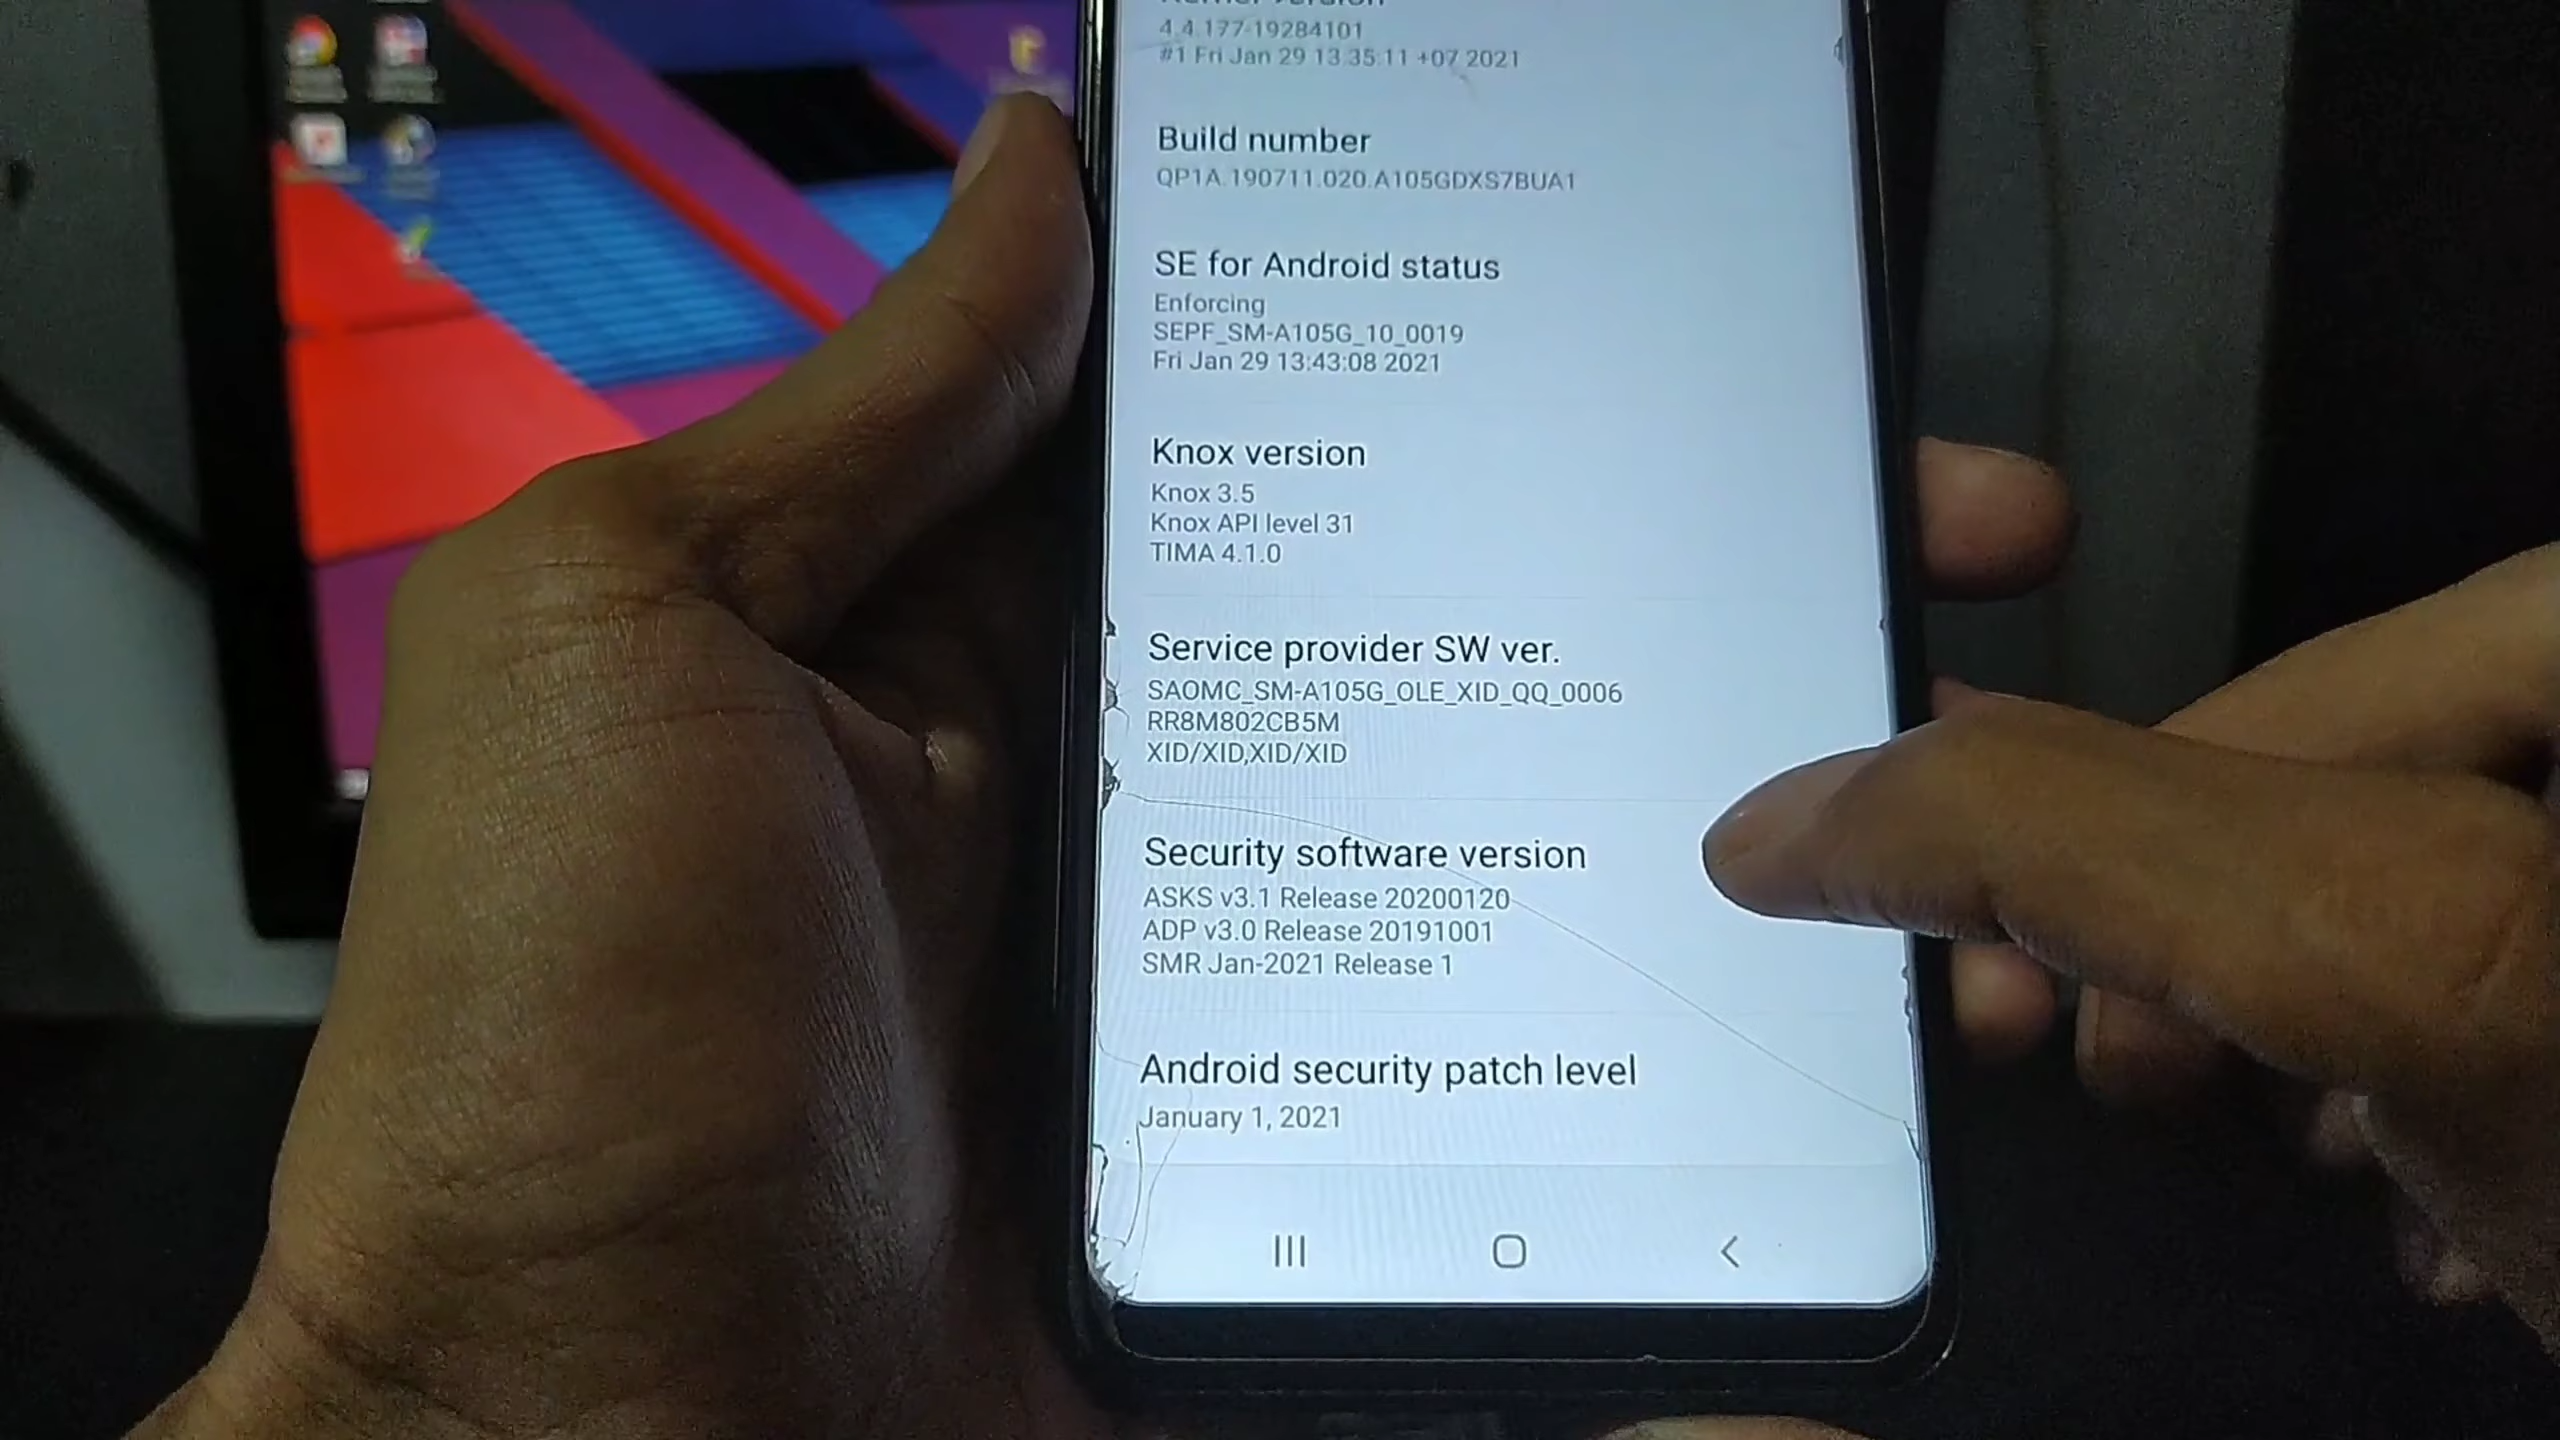 Kernel version
4.4.177-19284101
#1 Fri Jan 29 13:35:11 +07 2021
Build number
QP1A.190711.020.A105GDXS7BUA1
SE for Android status
Enforcing
SEPF_SM-A105G_10_0019
Fri Jan 29 13:43:08 2021
Knox version
Knox 3.5
Knox API level 31
TIMA 4.1.0
Service provider SW ver.
SAOMC_SM-A105G_OLE_XID_QQ_0006
RR8M802CB5M
XID/XID,XID/XID
Security software version
ASKS v3.1 Release 20200120
ADP v3.0 Release 20191001
SMR Jan-2021 Release 1
Android security patch level
January 1, 2021